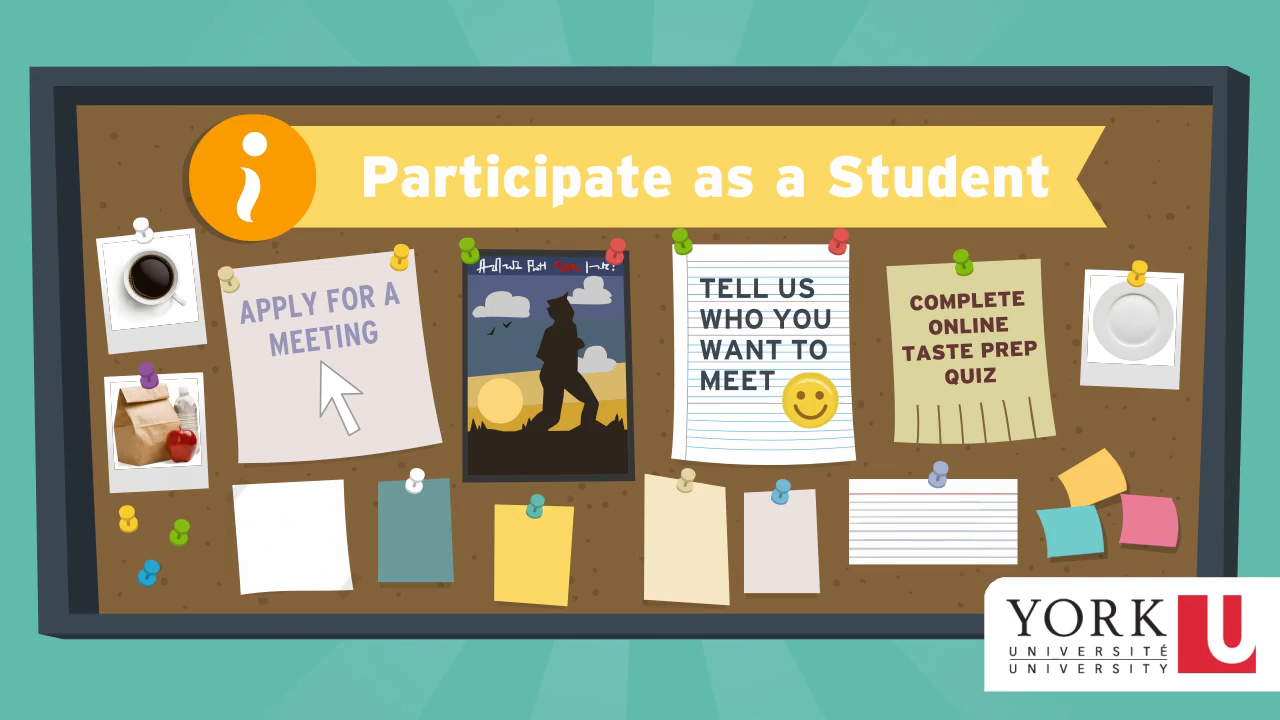 i Participate as a Student
APPLY FOR A
MEETING
TELL US
WHO YOU
WANT TO
MEET
COMPLETE
ONLINE
TASTE PREP
QUIZ
YORK U
UNIVERSITÉ
UNIVERSITY